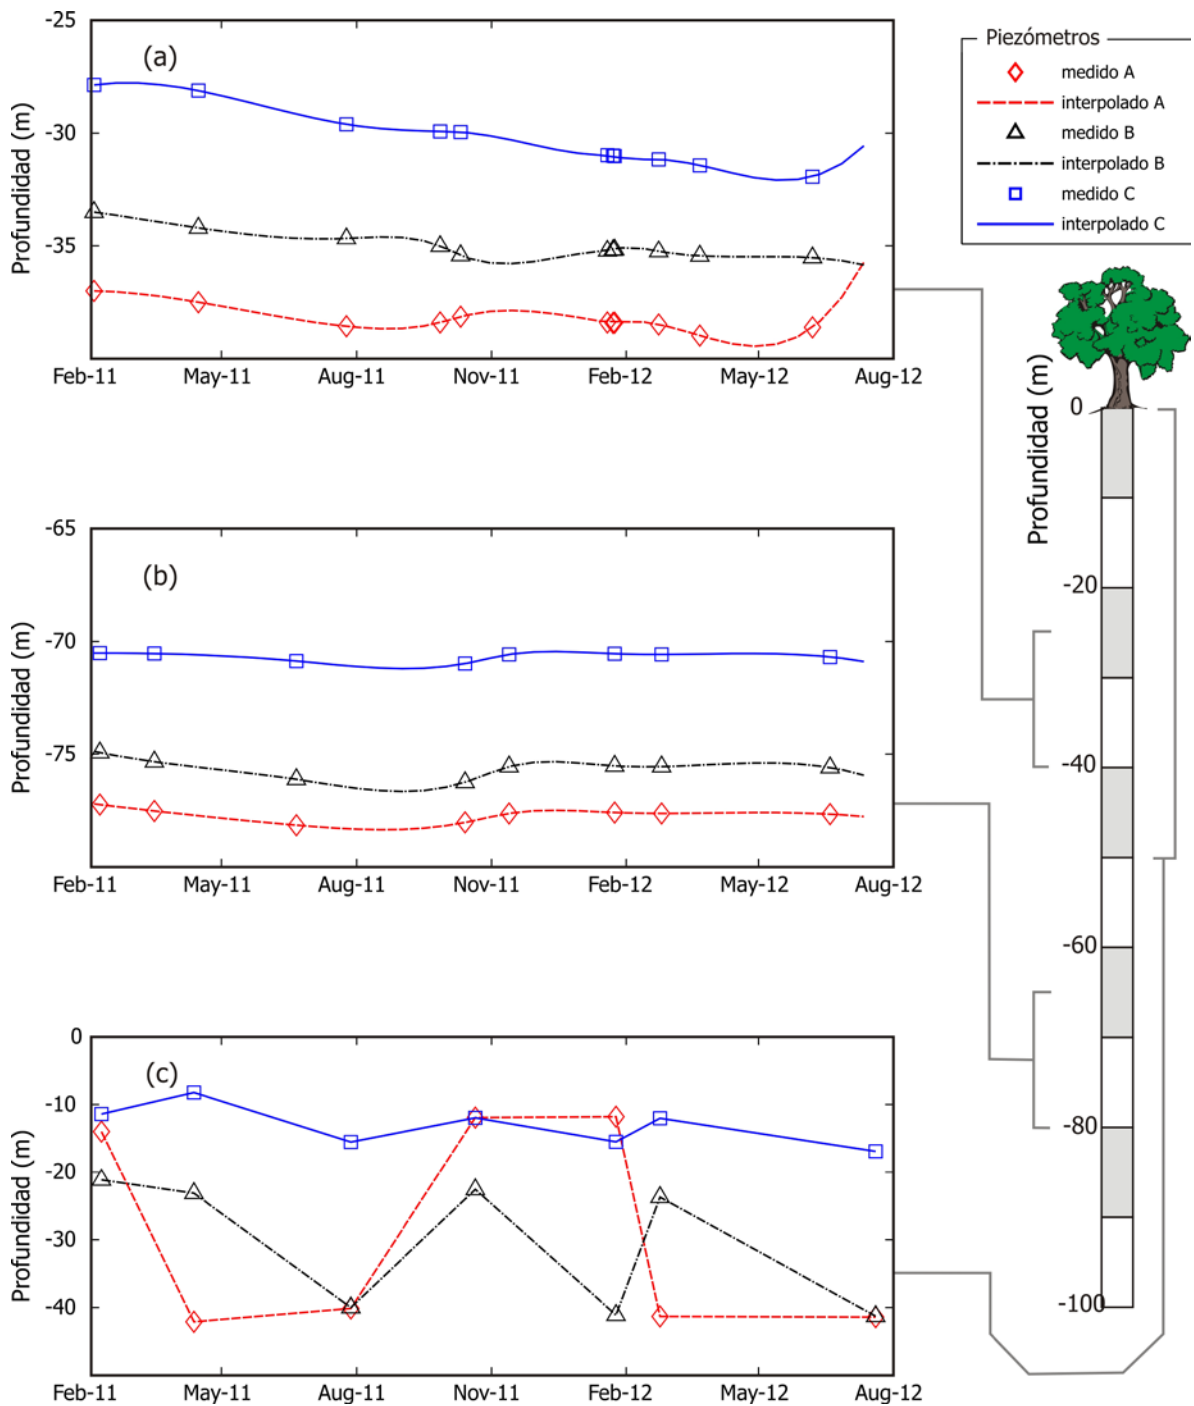 -25
(a)
-30
-35
Profundidad (m)
Feb-11 May-11 Aug-11 Nov-11 Feb-12 May-12 Aug-12
Piezómetros
medido A
interpolado A
medido B
interpolado B
medido C
interpolado C
-65
(b)
-70
-75
Profundidad (m)
Feb-11 May-11 Aug-11 Nov-11 Feb-12 May-12 Aug-12
0
(c)
-10
-20
-30
-40
Profundidad (m)
Feb-11 May-11 Aug-11 Nov-11 Feb-12 May-12 Aug-12
Profundidad (m)
0
-20
-40
-60
-80
-100